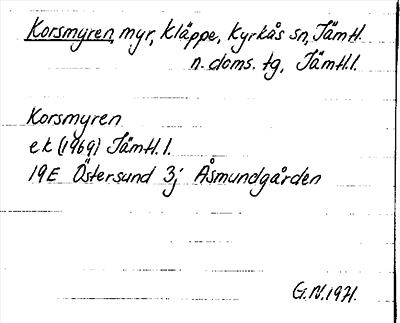 Korsmyren, myr, Kläppe, Kyrkås sn, Jämtl.
n. doms. tg, Jämtl.l.
Korsmyren
ek (1969) Jämtl. l.
19E Östersund 3j Åsmundgården
G.N.1971.